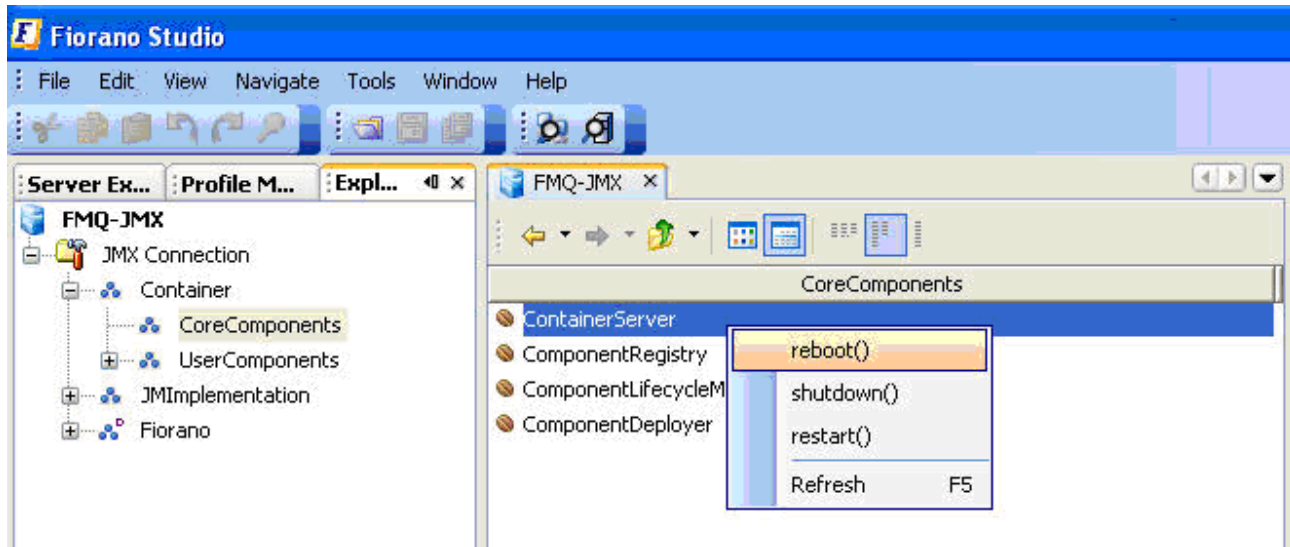 Fiorano Studio
File Edit View Navigate Tools Window Help
Server Ex... Profile M... Expl...
FMQ-JMX
JMX Connection
Container
CoreComponents
UserComponents
JMImplementation
Fiorano
FMQ-JMX
CoreComponents
ContainerServer
ComponentRegistry
ComponentLifecycleM
ComponentDeployer
reboot()
shutdown()
restart()
Refresh F5